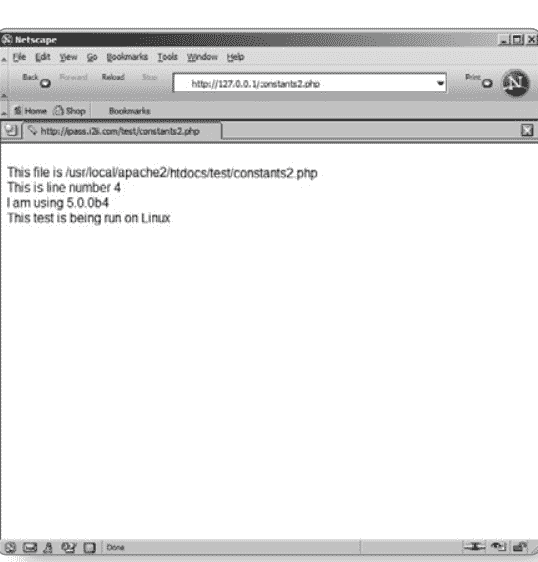 Netscape
File Edit View Go Bookmarks Tools Window Help
Back Forward Reload Stop http://127.0.0.1/constants2.php Print N
Home Shop Bookmarks
http://ipass.i2ii.com/test/constants2.php
This file is /usr/local/apache2/htdocs/test/constants2.php
This is line number 4
I am using 5.0.0b4
This test is being run on Linux
Done